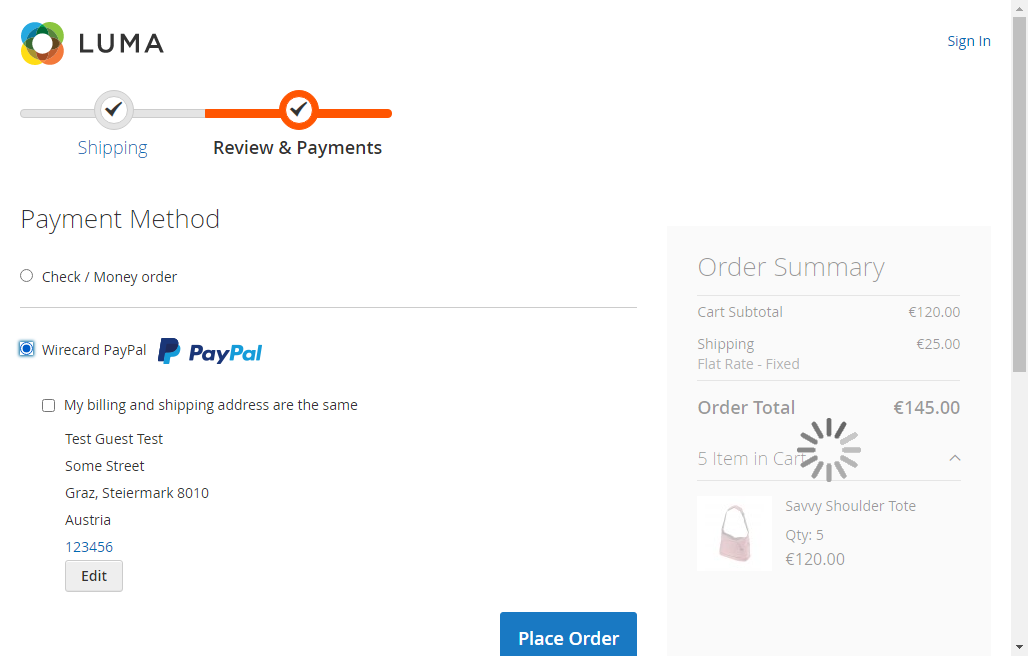 LUMA
Sign In
Shipping
Review & Payments
Payment Method
Check / Money order
Wirecard PayPal PayPal
My billing and shipping address are the same
Test Guest Test
Some Street
Graz, Steiermark 8010
Austria
123456
Edit
Place Order
Order Summary
Cart Subtotal €120.00
Shipping €25.00
Flat Rate - Fixed
Order Total €145.00
5 Item in Cart
Savvy Shoulder Tote
Qty: 5
€120.00